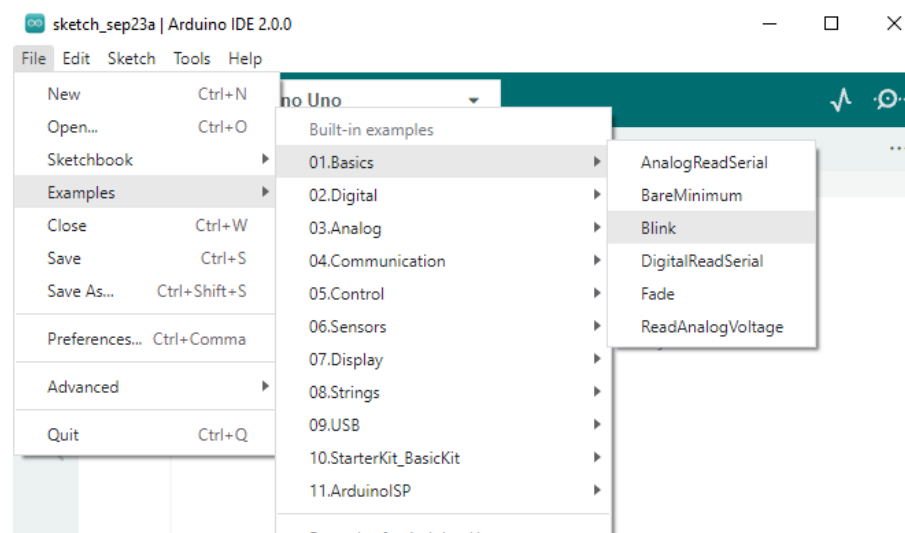 sketch_sep23a | Arduino IDE 2.0.0
File Edit Sketch Tools Help
New Ctrl+N
Open... Ctrl+O
Sketchbook
Examples
Close Ctrl+W
Save Ctrl+S
Save As... Ctrl+Shift+S
Preferences... Ctrl+Comma
Advanced
Quit Ctrl+Q
no Uno
Built-in examples
01.Basics
02.Digital
03.Analog
04.Communication
05.Control
06.Sensors
07.Display
08.Strings
09.USB
10.StarterKit_BasicKit
11.ArduinoISP
AnalogReadSerial
BareMinimum
Blink
DigitalReadSerial
Fade
ReadAnalogVoltage